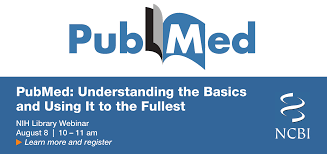 PubMed
PubMed: Understanding the Basics
and Using It to the Fullest
NIH Library Webinar
August 8 | 10 – 11 am
Learn more and register
NCBI